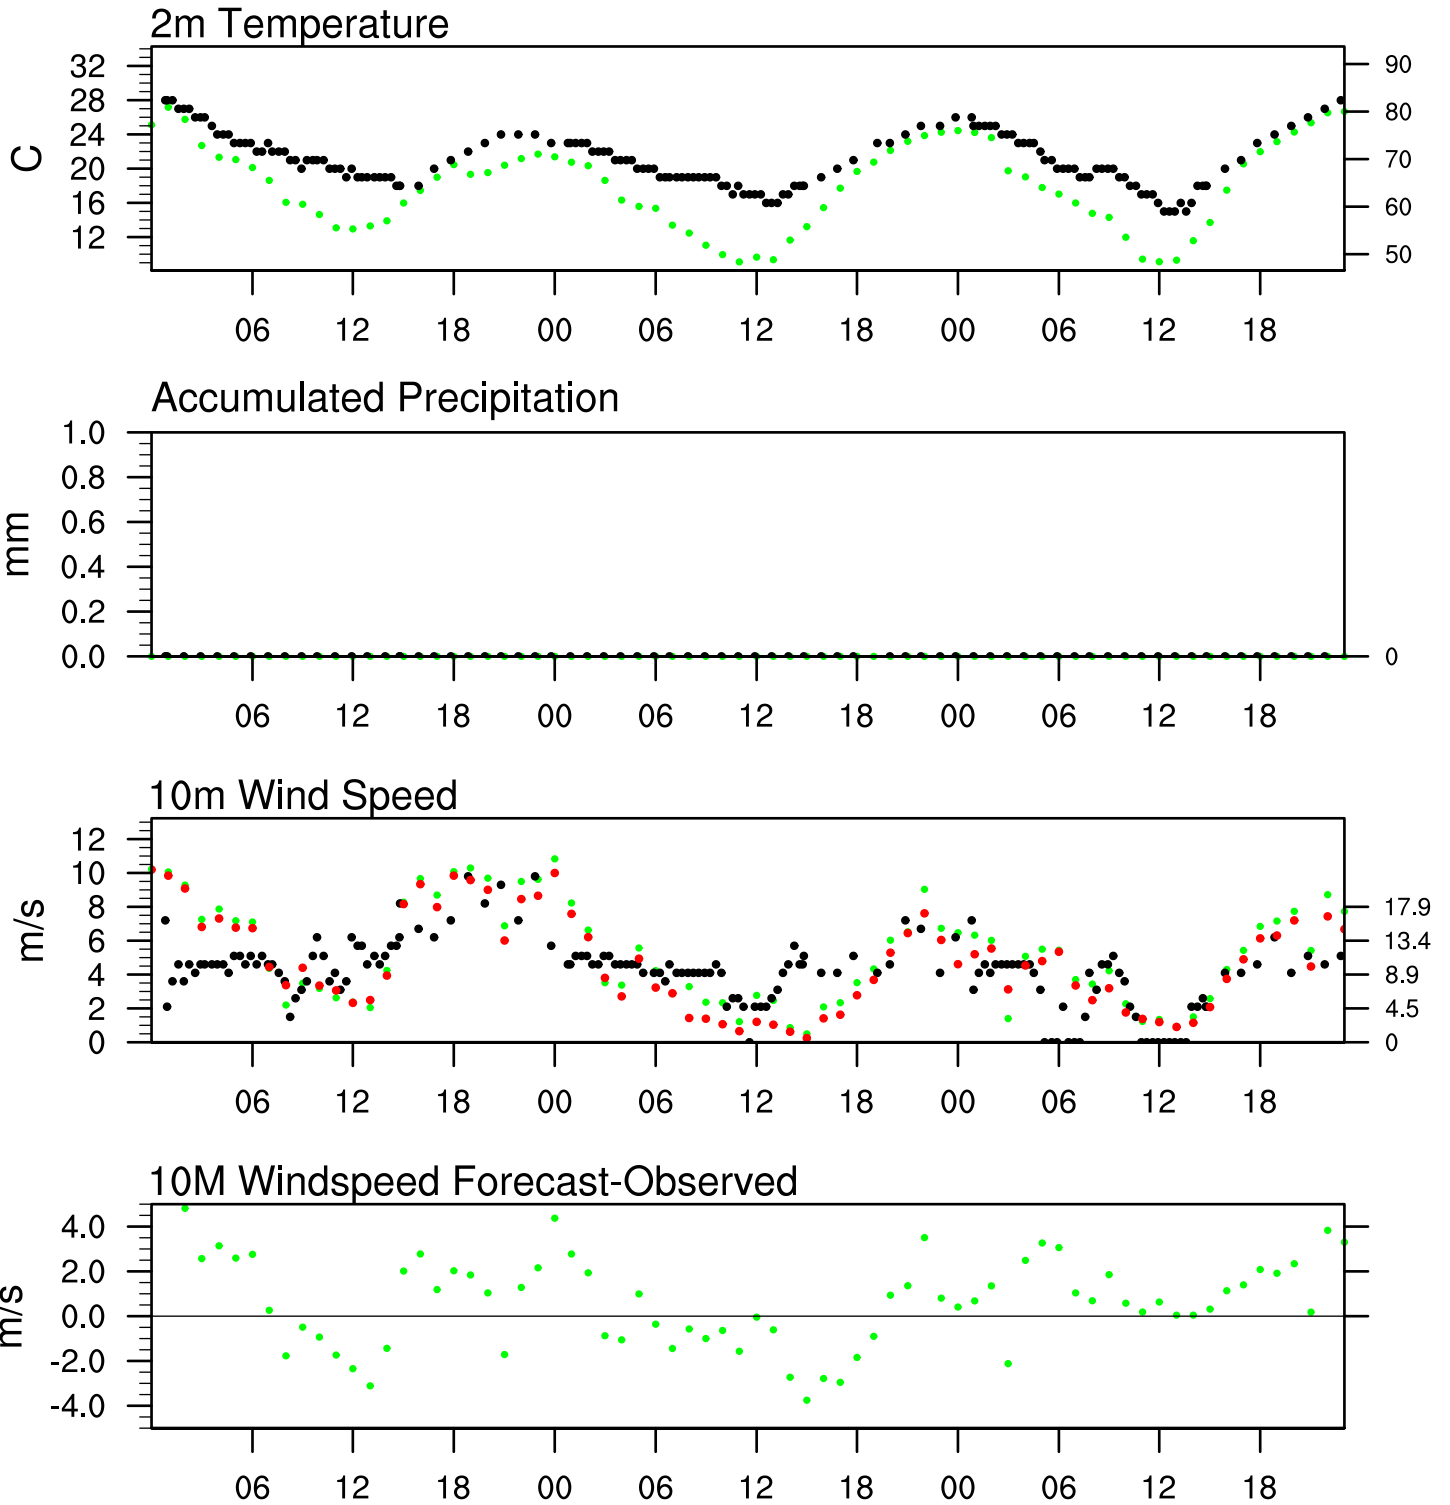 2m Temperature
32 90
28 80
24
C
20 70
16 60
12 50
06 12 18 00 06 12 18 00 06 12 18
Accumulated Precipitation
1.0
0.8
0.6
mm
0.4
0.2
0.0 0
06 12 18 00 06 12 18 00 06 12 18
10m Wind Speed
12
10
8 17.9
6 13.4
m/s
4 8.9
2 4.5
0 0
06 12 18 00 06 12 18 00 06 12 18
10M Windspeed Forecast-Observed
4.0
2.0
0.0
m/s
-2.0
-4.0
06 12 18 00 06 12 18 00 06 12 18